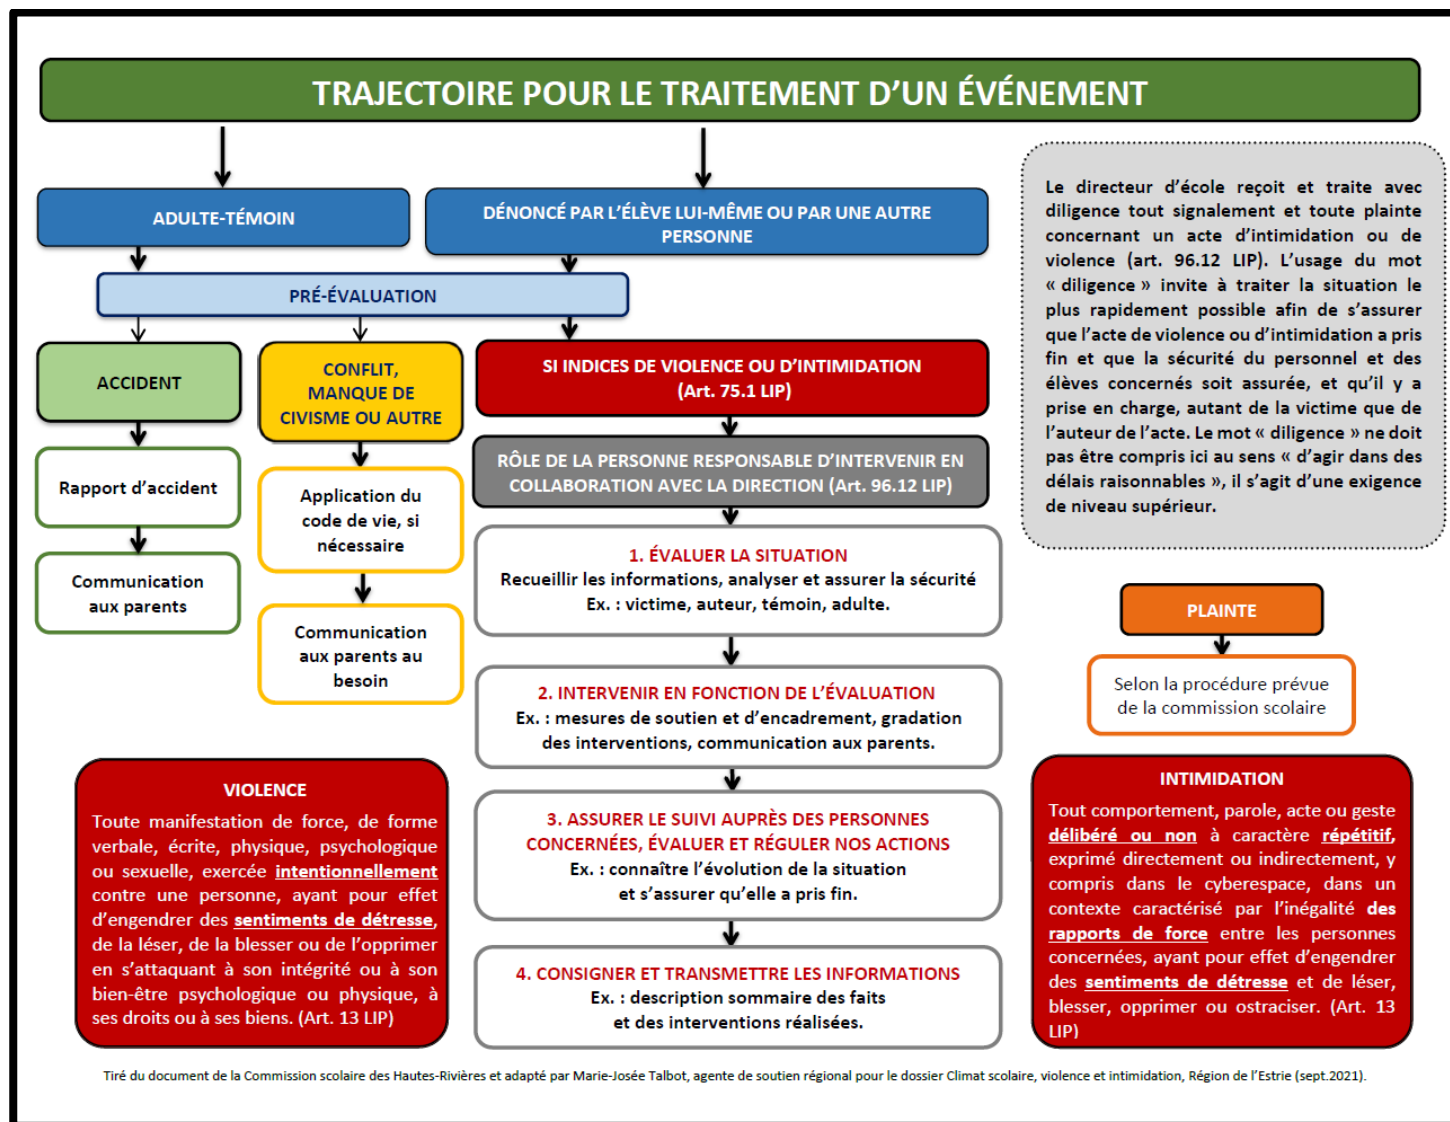 TRAJECTOIRE POUR LE TRAITEMENT D’UN ÉVÉNEMENT
ADULTE-TÉMOIN
DÉNONCÉ PAR L’ÉLÈVE LUI-MÊME OU PAR UNE AUTRE
PERSONNE
PRÉ-ÉVALUATION
ACCIDENT
Rapport d’accident
Communication
aux parents
CONFLIT,
MANQUE DE
CIVISME OU AUTRE
Application du
code de vie, si
nécessaire
Communication
aux parents au
besoin
SI INDICES DE VIOLENCE OU D’INTIMIDATION
(Art. 75.1 LIP)
RÔLE DE LA PERSONNE RESPONSABLE D’INTERVENIR EN
COLLABORATION AVEC LA DIRECTION (Art. 96.12 LIP)
1. ÉVALUER LA SITUATION
Recueillir les informations, analyser et assurer la sécurité
Ex. : victime, auteur, témoin, adulte.
2. INTERVENIR EN FONCTION DE L’ÉVALUATION
Ex. : mesures de soutien et d’encadrement, gradation
des interventions, communication aux parents.
3. ASSURER LE SUIVI AUPRÈS DES PERSONNES
CONCERNÉES, ÉVALUER ET RÉGULER NOS ACTIONS
Ex. : connaître l’évolution de la situation
et s’assurer qu’elle a pris fin.
4. CONSIGNER ET TRANSMETTRE LES INFORMATIONS
Ex. : description sommaire des faits
et des interventions réalisées.
Le directeur d’école reçoit et traite avec
diligence tout signalement et toute plainte
concernant un acte d’intimidation ou de
violence (art. 96.12 LIP). L’usage du mot
« diligence » invite à traiter la situation le
plus rapidement possible afin de s’assurer
que l’acte de violence ou d’intimidation a pris
fin et que la sécurité du personnel et des
élèves concernés soit assurée, et qu’il y a
prise en charge, autant de la victime que de
l’auteur de l’acte. Le mot « diligence » ne doit
pas être compris ici au sens « d’agir dans des
délais raisonnables », il s’agit d’une exigence
de niveau supérieur.
PLAINTE
Selon la procédure prévue
de la commission scolaire
VIOLENCE
Toute manifestation de force, de forme
verbale, écrite, physique, psychologique
ou sexuelle, exercée intentionnellement
contre une personne, ayant pour effet
d’engendrer des sentiments de détresse,
de la léser, de la blesser ou de l’opprimer
en s’attaquant à son intégrité ou à son
bien-être psychologique ou physique, à
ses droits ou à ses biens. (Art. 13 LIP)
INTIMIDATION
Tout comportement, parole, acte ou geste
délibéré ou non à caractère répétitif,
exprimé directement ou indirectement, y
compris dans le cyberespace, dans un
contexte caractérisé par l’inégalité des
rapports de force entre les personnes
concernées, ayant pour effet d’engendrer
des sentiments de détresse et de léser,
blesser, opprimer ou ostraciser. (Art. 13
LIP)
Tiré du document de la Commission scolaire des Hautes-Rivières et adapté par Marie-Josée Talbot, agente de soutien régional pour le dossier Climat scolaire, violence et intimidation, Région de l’Estrie (sept.2021).